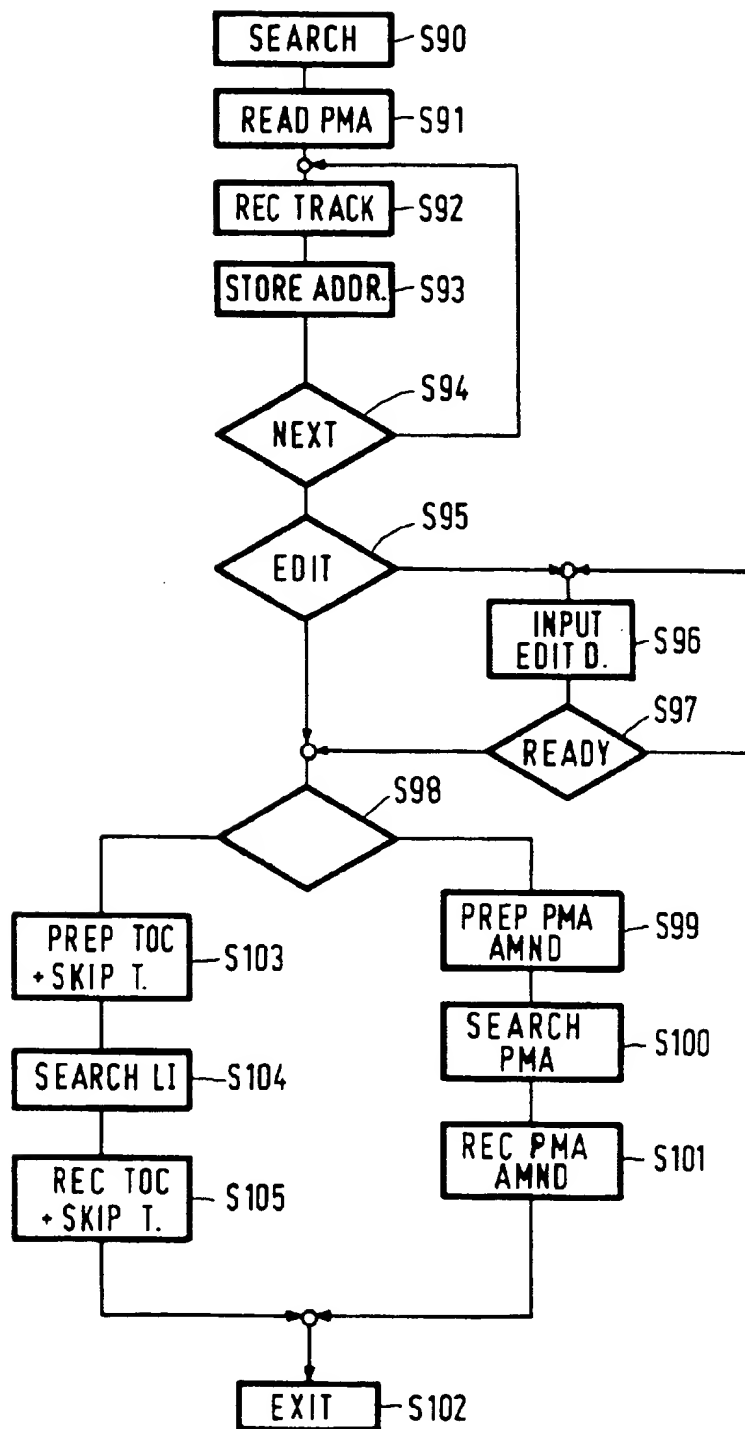 SEARCH S90
READ PMA S91
REC TRACK S92
STORE ADDR. S93
S94
NEXT
S95
EDIT
INPUT
EDIT D.
S96
S97
READY
S98
PREP TOC
+ SKIP T.
S103
PREP PMA
AMND
S99
SEARCH LI S104
SEARCH
PMA
S100
REC TOC
+ SKIP T.
S105
REC PMA
AMND
S101
EXIT S102